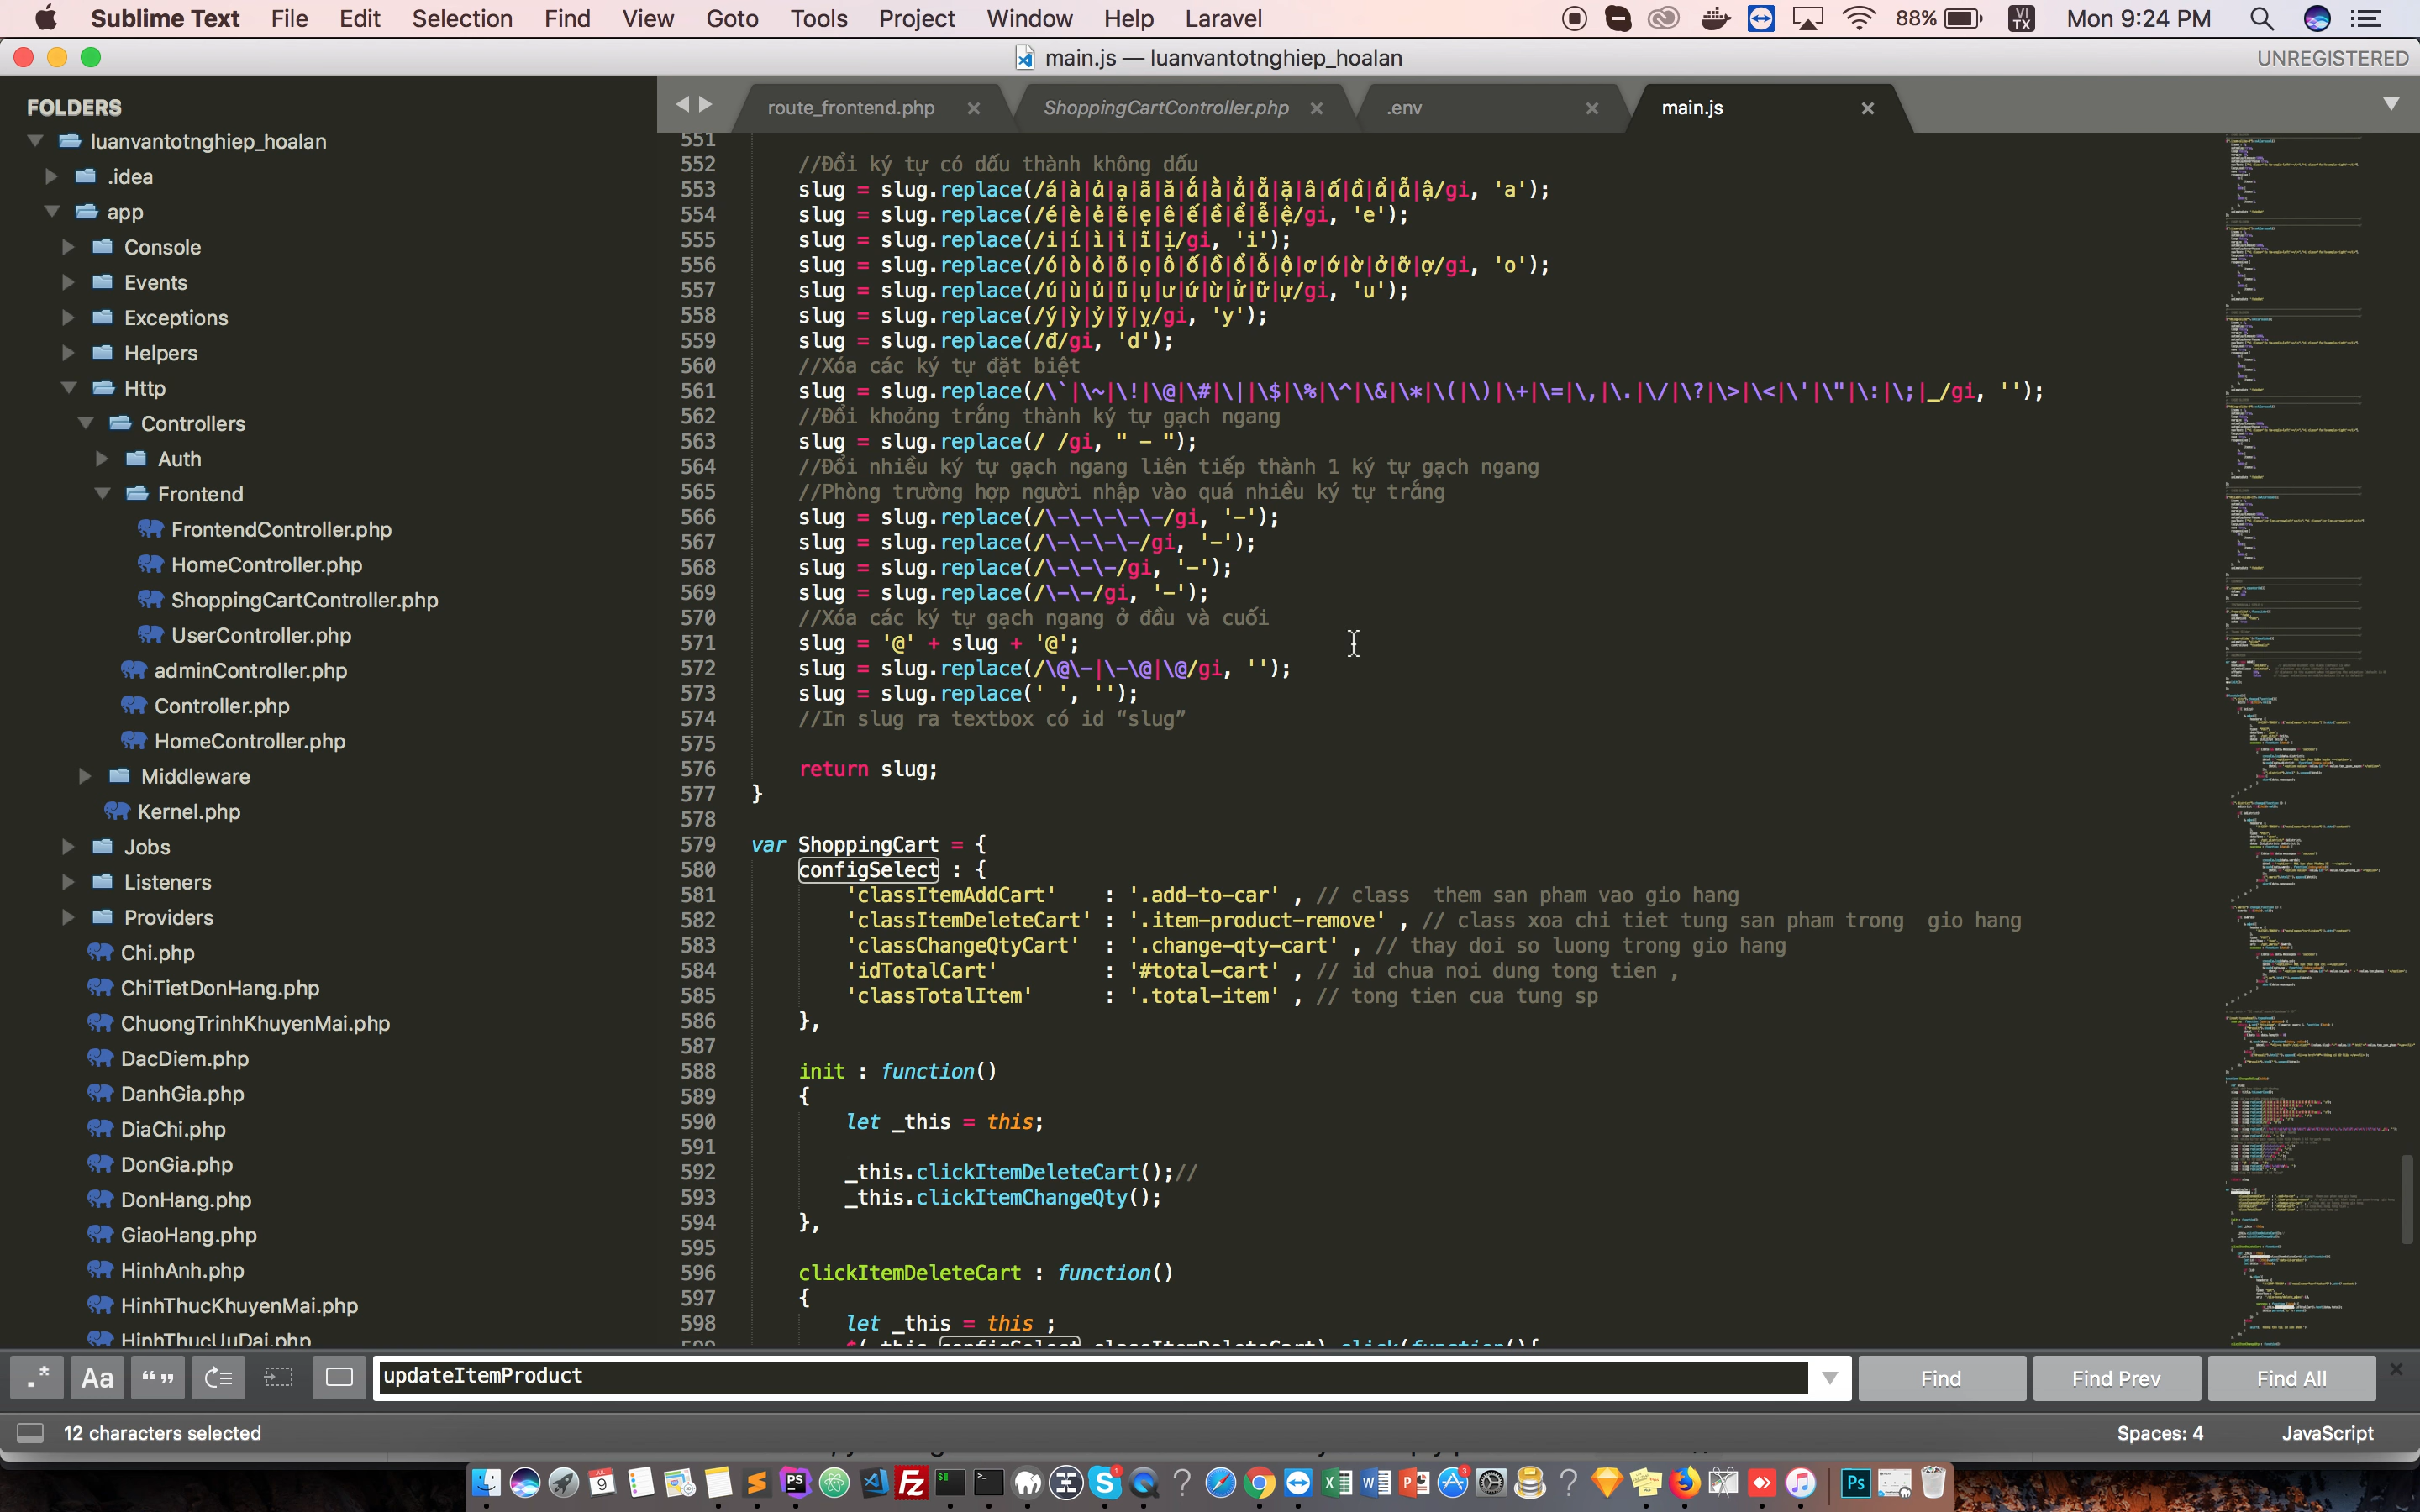 Sublime Text File Edit Selection Find View Goto Tools Project Window Help Laravel 88% VI TX Mon 9:24 PM
main.js — luanvantotnghiep_hoalan UNREGISTERED
FOLDERS
luanvantotnghiep_hoalan
.idea
app
Console
Events
Exceptions
Helpers
Http
Controllers
Auth
Frontend
FrontendController.php
HomeController.php
ShoppingCartController.php
UserController.php
adminController.php
Controller.php
HomeController.php
Middleware
Kernel.php
Jobs
Listeners
Providers
Chi.php
ChiTietDonHang.php
ChuongTrinhKhuyenMai.php
DacDiem.php
DanhGia.php
DiaChi.php
DonGia.php
DonHang.php
GiaoHang.php
HinhAnh.php
HinhThucKhuyenMai.php
HinhThucUuDai.php
route_frontend.php ShoppingCartController.php .env main.js
551
552 //Đổi ký tự có dấu thành không dấu
553 slug = slug.replace(/á|à|ả|ạ|ã|ă|ắ|ằ|ẳ|ẵ|ặ|â|ấ|ầ|ẩ|ẫ|ậ/gi, 'a');
554 slug = slug.replace(/é|è|ẻ|ẽ|ẹ|ê|ế|ề|ể|ễ|ệ/gi, 'e');
555 slug = slug.replace(/i|í|ì|ỉ|ĩ|ị/gi, 'i');
556 slug = slug.replace(/ó|ò|ỏ|õ|ọ|ô|ố|ồ|ổ|ỗ|ộ|ơ|ớ|ờ|ở|ỡ|ợ/gi, 'o');
557 slug = slug.replace(/ú|ù|ủ|ũ|ụ|ư|ứ|ừ|ử|ữ|ự/gi, 'u');
558 slug = slug.replace(/ý|ỳ|ỷ|ỹ|ỵ/gi, 'y');
559 slug = slug.replace(/đ/gi, 'd');
560 //Xóa các ký tự đặt biệt
561 slug = slug.replace(/\`|\~|\!|\@|\#|\||\$|\%|\^|\&|\*|\(|\)|\+|\=|\,|\.|\/|\?|\>|\<|\'|\"|\:|\;|_/gi, '');
562 //Đổi khoảng trắng thành ký tự gạch ngang
563 slug = slug.replace(/ /gi, " - ");
564 //Đổi nhiều ký tự gạch ngang liên tiếp thành 1 ký tự gạch ngang
565 //Phòng trường hợp người nhập vào quá nhiều ký tự trắng
566 slug = slug.replace(/\-\-\-\-\-/gi, '-');
567 slug = slug.replace(/\-\-\-\-/gi, '-');
568 slug = slug.replace(/\-\-\-/gi, '-');
569 slug = slug.replace(/\-\-/gi, '-');
570 //Xóa các ký tự gạch ngang ở đầu và cuối
571 slug = '@' + slug + '@';
572 slug = slug.replace(/\@\-|\-\@|\@/gi, '');
573 slug = slug.replace(' ', '');
574 //In slug ra textbox có id “slug”
575
576 return slug;
577 }
578
579 var ShoppingCart = {
580 configSelect : {
581 'classItemAddCart' : '.add-to-car' , // class them san pham vao gio hang
582 'classItemDeleteCart' : '.item-product-remove' , // class xoa chi tiet tung san pham trong gio hang
583 'classChangeQtyCart' : '.change-qty-cart' , // thay doi so luong trong gio hang
584 'idTotalCart' : '#total-cart' , // id chua noi dung tong tien ,
585 'classTotalItem' : '.total-item' , // tong tien cua tung sp
586 },
587
588 init : function()
589 {
590 let _this = this;
591
592 _this.clickItemDeleteCart();//
593 _this.clickItemChangeQty();
594 },
595
596 clickItemDeleteCart : function()
597 {
598 let _this = this ;
599 $(_this.configSelect.classItemDeleteCart).click(function(){
.* Aa “” updateItemProduct Find Find Prev Find All
12 characters selected Spaces: 4 JavaScript